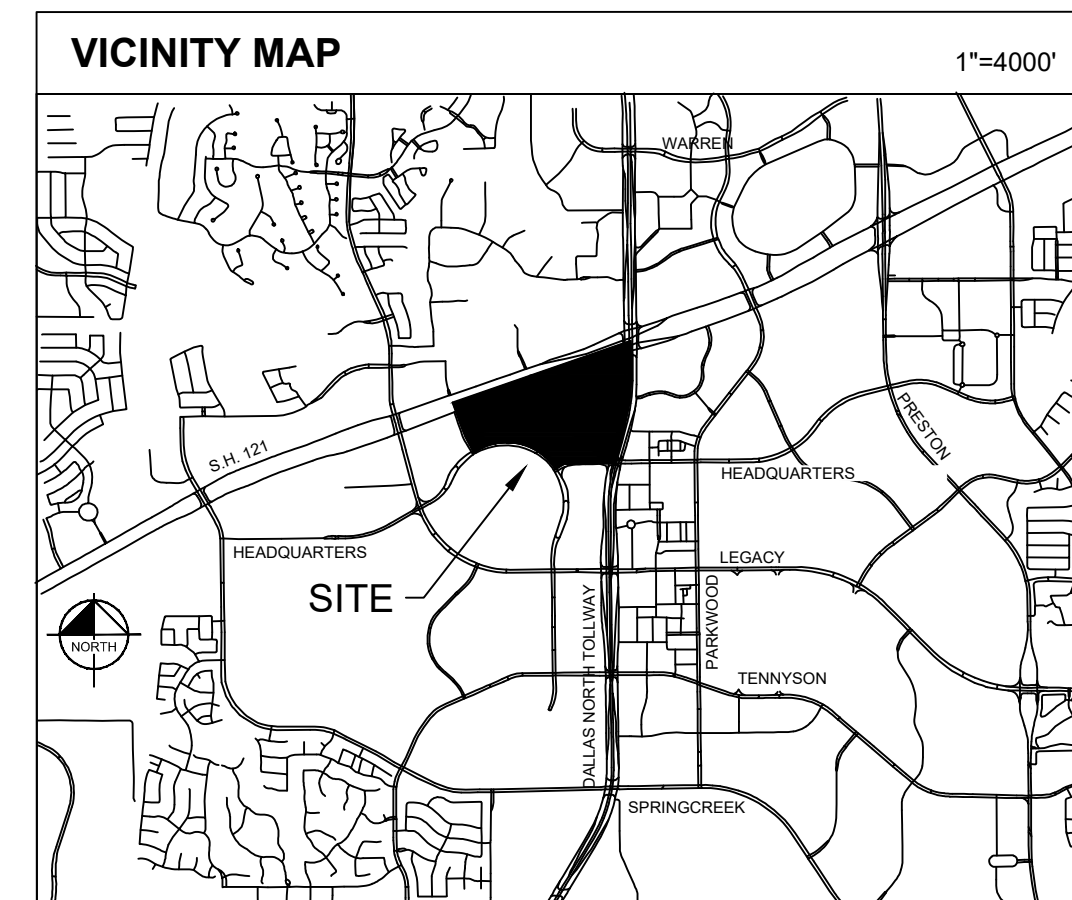 VICINITY MAP
1"=4000'
WARREN
PRESTON
S.H. 121
HEADQUARTERS
HEADQUARTERS
LEGACY
SITE
NORTH
DALLAS NORTH TOLLWAY
PARKWOOD
TENNYSON
SPRINGCREEK